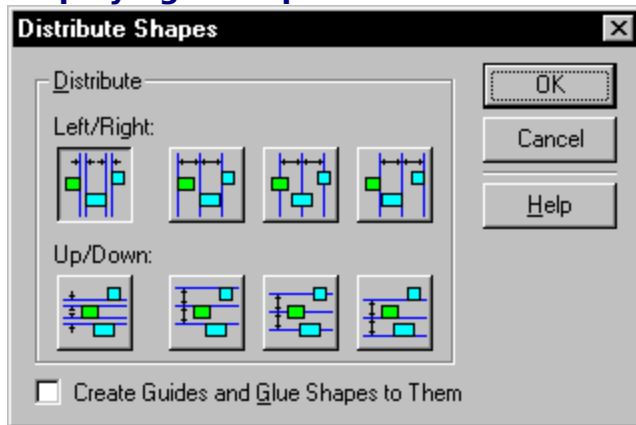 Distribute Shapes
Distribute
OK
Left/Right:
Cancel
Help
Up/Down:
Create Guides and Glue Shapes to Them